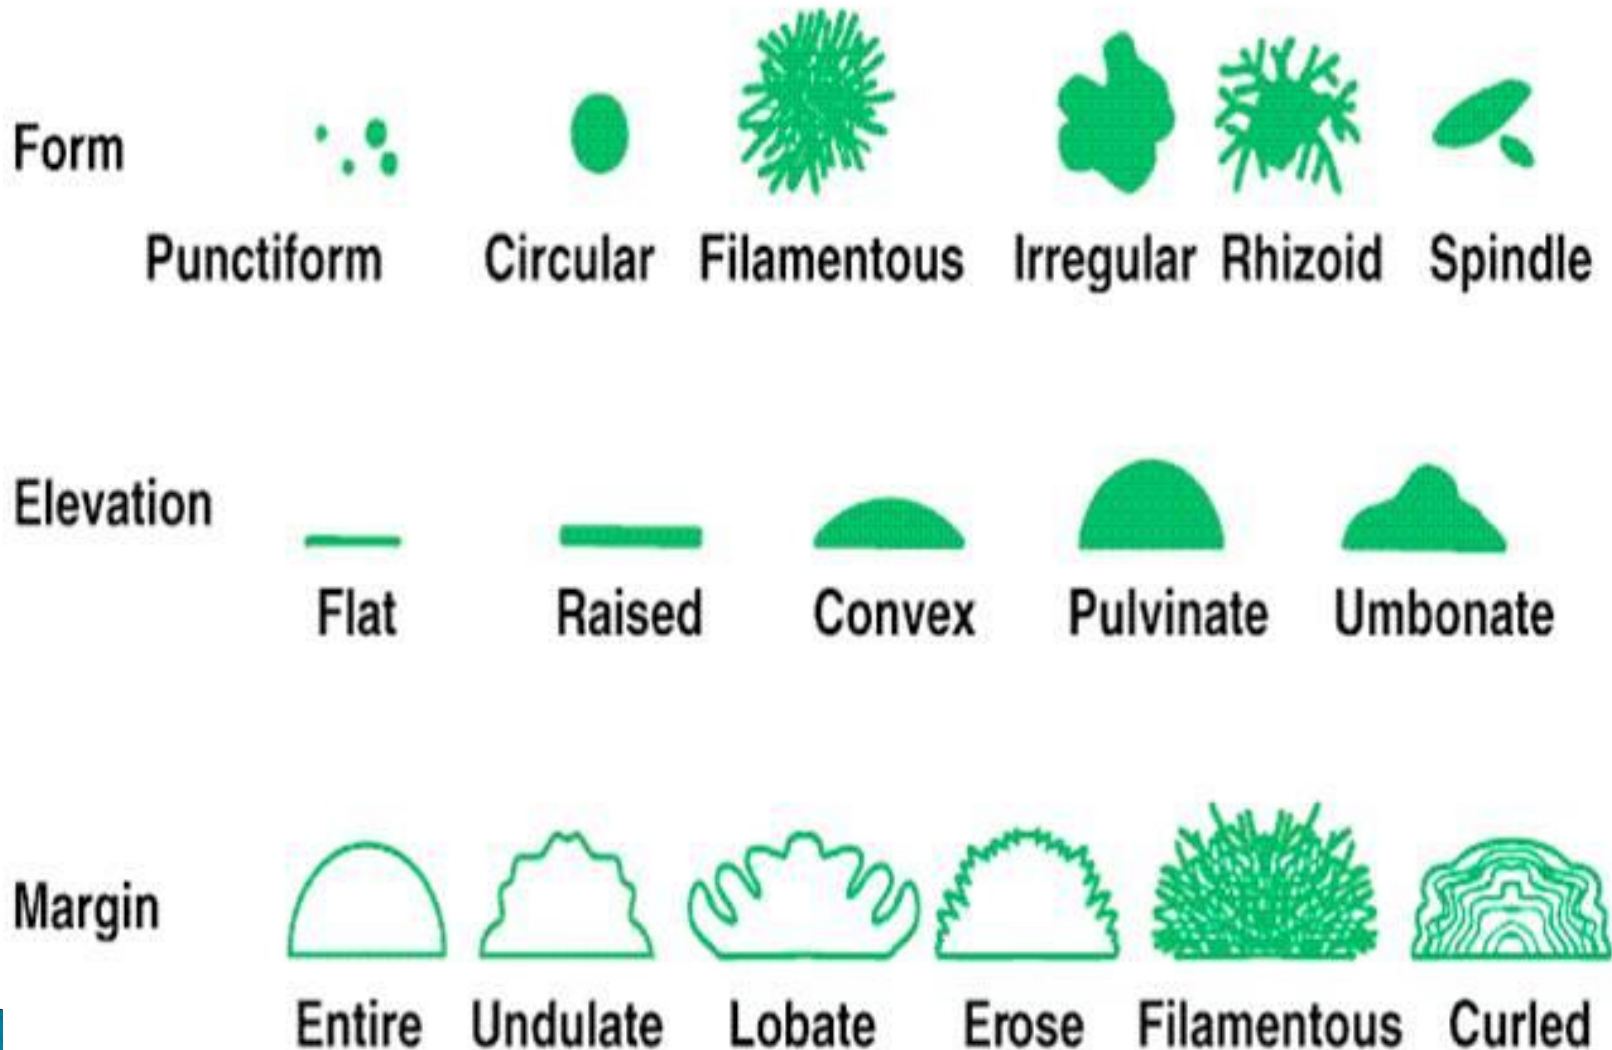 Form
Punctiform Circular Filamentous Irregular Rhizoid Spindle
Elevation
Flat Raised Convex Pulvinate Umbonate
Margin
Entire Undulate Lobate Erose Filamentous Curled